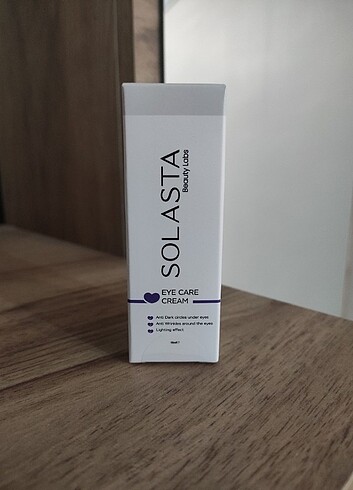 SOLASTA
Beauty Labs
EYE CARE
CREAM
Anti Dark circles under eyes
Anti Wrinkles around the eyes
Lighting effect